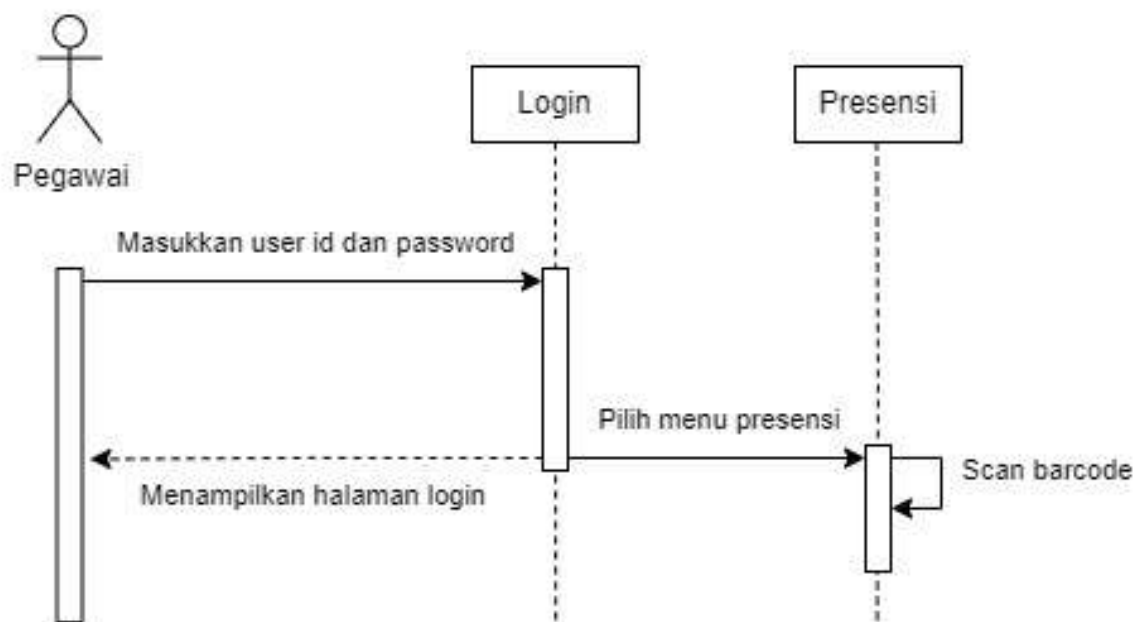 Login
Presensi
Pegawai
Masukkan user id dan password
Pilih menu presensi
Scan barcode
Menampilkan halaman login